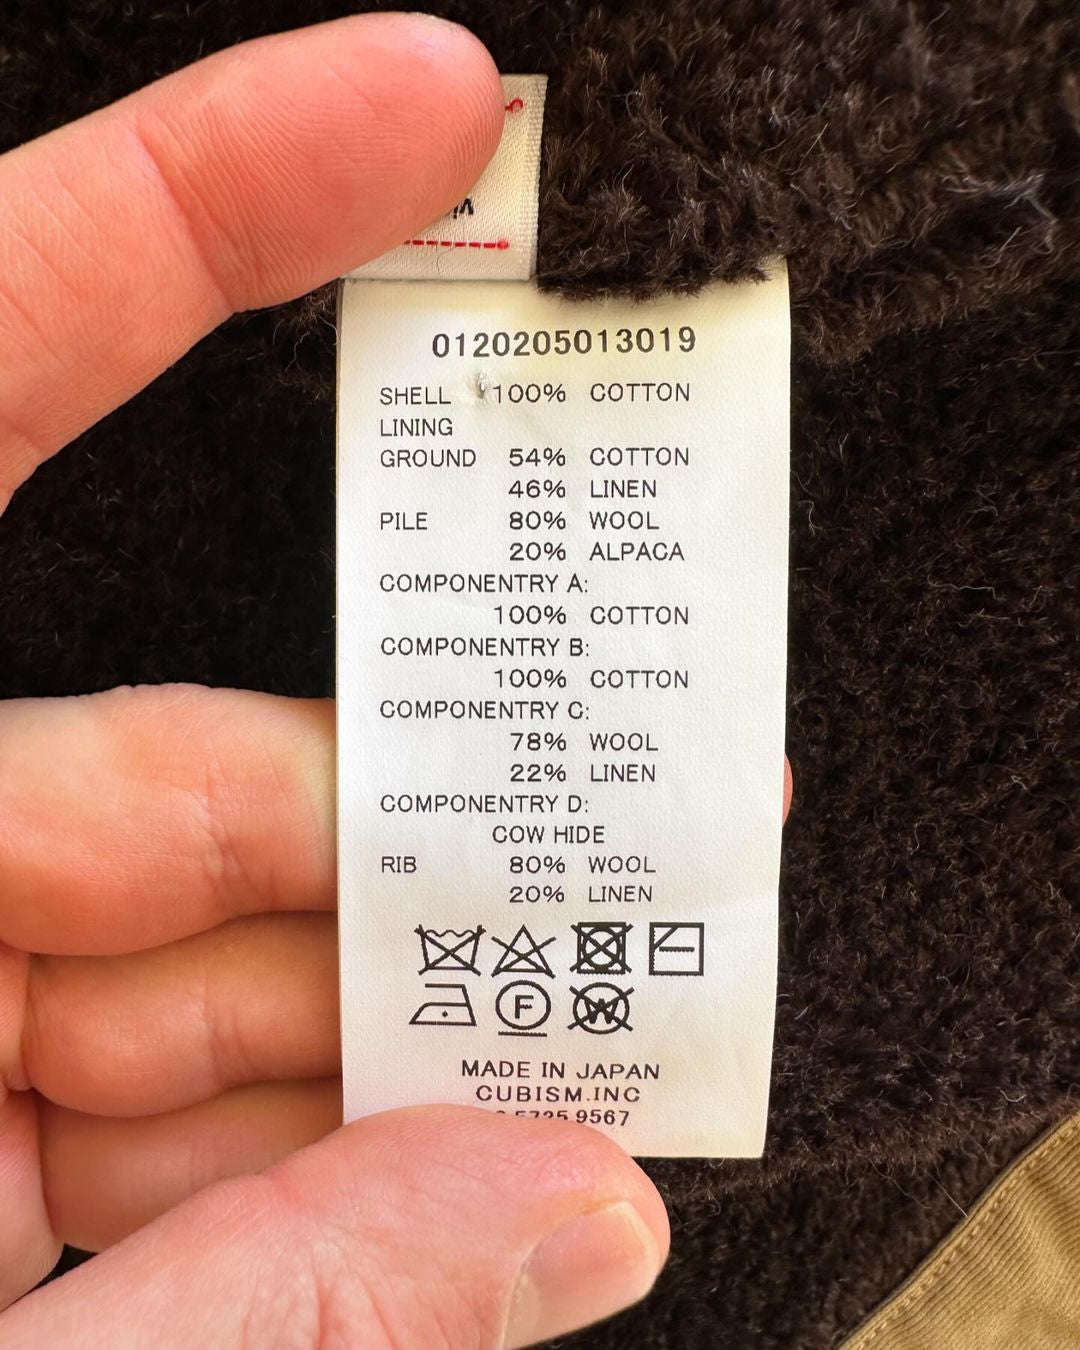 0120205013019
SHELL 100% COTTON
LINING
GROUND 54% COTTON
46% LINEN
PILE 80% WOOL
20% ALPACA
COMPONENTRY A:
100% COTTON
COMPONENTRY B:
100% COTTON
COMPONENTRY C:
78% WOOL
22% LINEN
COMPONENTRY D:
COW HIDE
RIB 80% WOOL
20% LINEN
F W
MADE IN JAPAN
CUBISM.INC
5725 9567